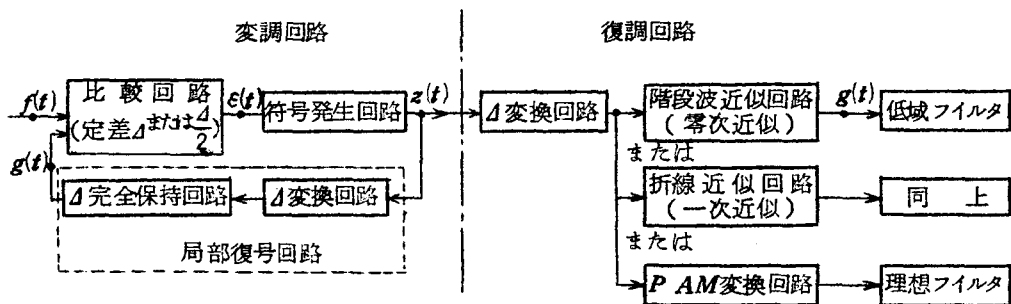 変調回路
復調回路
f(t)
比較回路
(定差Δまたは Δ/2)
ε(t)
符号発生回路
z(t)
Δ変換回路
階段波近似回路
(零次近似)
g(t)
低域フイルタ
または
g(t)
Δ完全保持回路
Δ変換回路
局部復号回路
折線近似回路
(一次近似)
同上
または
PAM変換回路
理想フイルタ